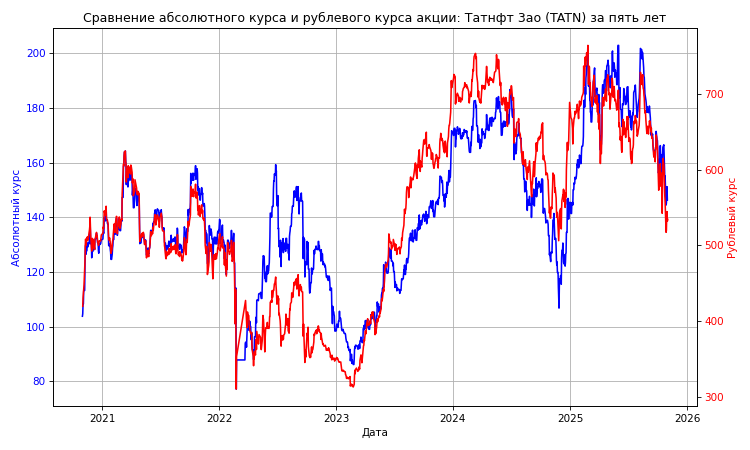 Сравнение абсолютного курса и рублевого курса акции: Татнфт 3ао (TATN) за пять лет
200
180
160
140
120
100
80
Абсолютный курс
700
600
500
400
300
Рублевый курс
2021 2022 2023 2024 2025 2026
Дата